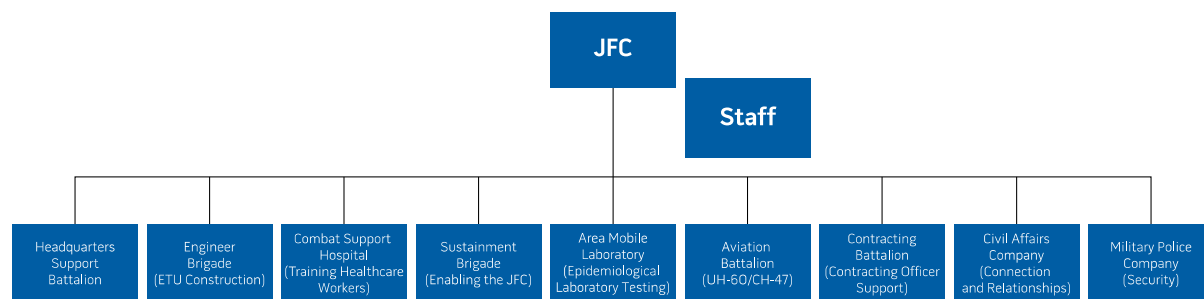 JFC
Staff
Headquarters
Support
Battalion
Engineer
Brigade
(ETU Construction)
Combat Support
Hospital
(Training Healthcare
Workers)
Sustainment
Brigade
(Enabling the JFC)
Area Mobile
Laboratory
(Epidemiological
Laboratory Testing)
Aviation
Battalion
(UH-60/CH-47)
Contracting
Battalion
(Contracting Officer
Support)
Civil Affairs
Company
(Connection
and Relationships)
Military Police
Company
(Security)